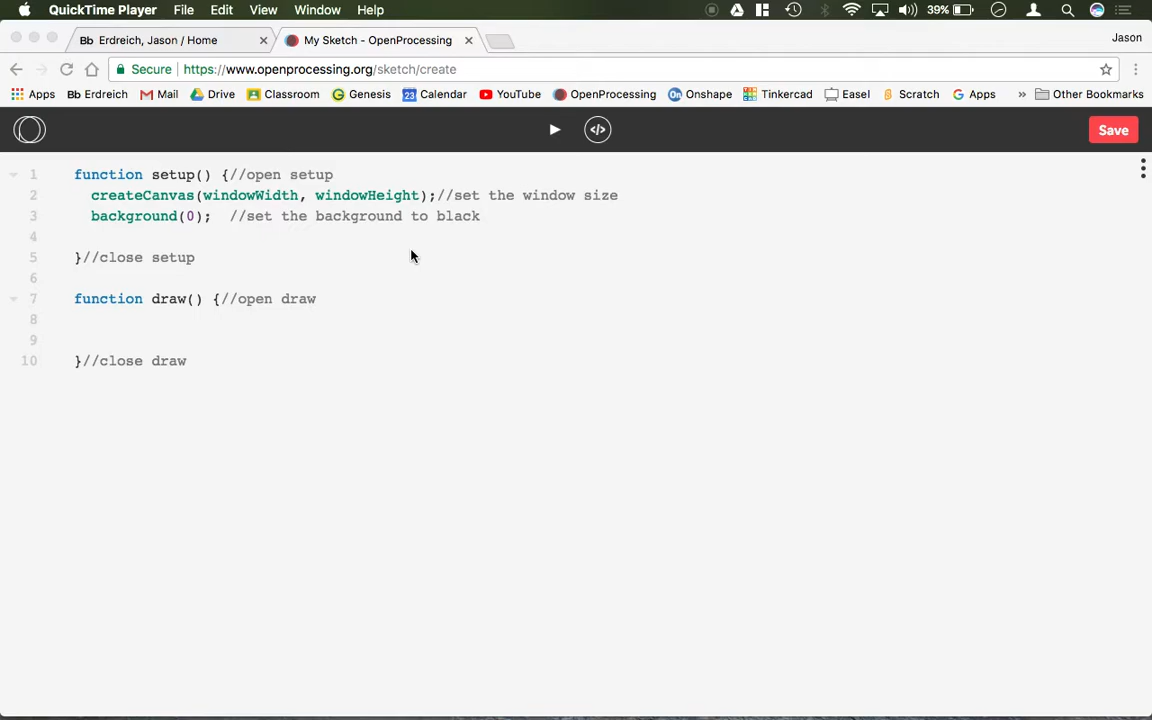 QuickTime Player File Edit View Window Help 39%
Bb Erdreich, Jason / Home My Sketch - OpenProcessing Jason
Secure https://www.openprocessing.org/sketch/create
Apps Bb Erdreich Mail Drive Classroom Genesis 23 Calendar YouTube OpenProcessing Onshape Tinkercad Easel Scratch Apps » Other Bookmarks
</> Save
1 function setup() {//open setup
2 createCanvas(windowWidth, windowHeight);//set the window size
3 background(0); //set the background to black
4
5 }//close setup
6
7 function draw() {//open draw
8
9
10 }//close draw